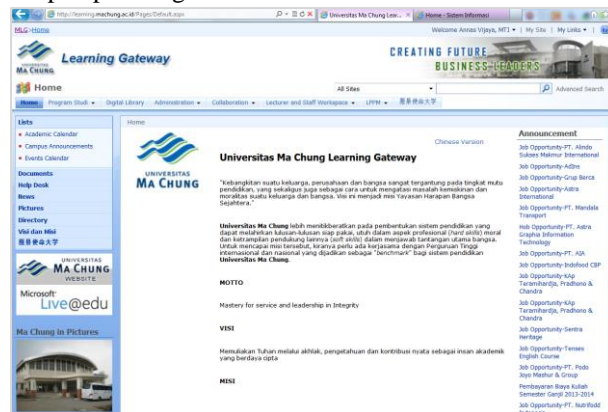 http://learning.machung.ac.id/Pages/Default.aspx
Universitas Ma Chung Lear...
Home - Sistem Informasi
MLG Home
Welcome Annas Vijaya, MTI
My Site
My Links
Learning Gateway
UNIVERSITAS
MA CHUNG
CREATING FUTURE
BUSINESS LEADERS
Home
All Sites
Advanced Search
Home
Program Studi
Digital Library
Administration
Collaboration
Lecturer and Staff Workspace
LPPM
Lists
Academic Calendar
Campus Announcements
Events Calendar
Documents
Help Desk
News
Pictures
Directory
Visi dan Misi
UNIVERSITAS
MA CHUNG
WEBSITE
Microsoft
Live@edu
Ma Chung in Pictures
Home
Chinese Version
UNIVERSITAS
MA CHUNG
Universitas Ma Chung Learning Gateway
"Kebangkitan suatu keluarga, perusahaan dan bangsa sangat tergantung pada tingkat mutu
pendidikan, yang sekaligus juga sebagai cara untuk mengatasi masalah kemiskinan dan
moralitas suatu keluarga dan bangsa. Visi ini menjadi misi Yayasan Harapan Bangsa
Sejahtera."
Universitas Ma Chung lebih menitikberatkan pada pembentukan sistem pendidikan yang
dapat melahirkan lulusan-lulusan siap pakai, utuh dalam aspek profesional (hard skills) moral
dan ketrampilan pendukung lainnya (soft skills) dalam menjawab tantangan utama bangsa.
Untuk mencapai misi tersebut, kiranya perlu ada kerjasama dengan Perguruan Tinggi
internasional dan nasional yang dijadikan sebagai "benchmark" bagi sistem pendidikan
Universitas Ma Chung.
MOTTO
Mastery for service and leadership in Integrity
VISI
Memuliakan Tuhan melalui akhlak, pengetahuan dan kontribusi nyata sebagai insan akademik
yang berdaya cipta
MISI
Announcement
Job Opportunity-PT. Alindo
Sukses Makmur International
Job Opportunity-AdIns
Job Opportunity-Grup Berca
Job Opportunity-Astra
International
Job Opportunity-PT. Mandala
Transport
Job Opportunity-PT. Astra
Graphia Information
Technology
Job Opportunity-PT. AIA
Job Opportunity-Indofood CBP
Job Opportunity-KAp
Teramihardja, Pradhono &
Chandra
Job Opportunity-KAp
Teramihardja, Pradhono &
Chandra
Job Opportunity-Sentra
Heritage
Job Opportunity-Tenses
English Course
Job Opportunity-PT. Podo
Joyo Mashur & Group
Pembayaran Biaya Kuliah
Semester Ganjil 2013-2014
Job Opportunity-PT. Nutrifood